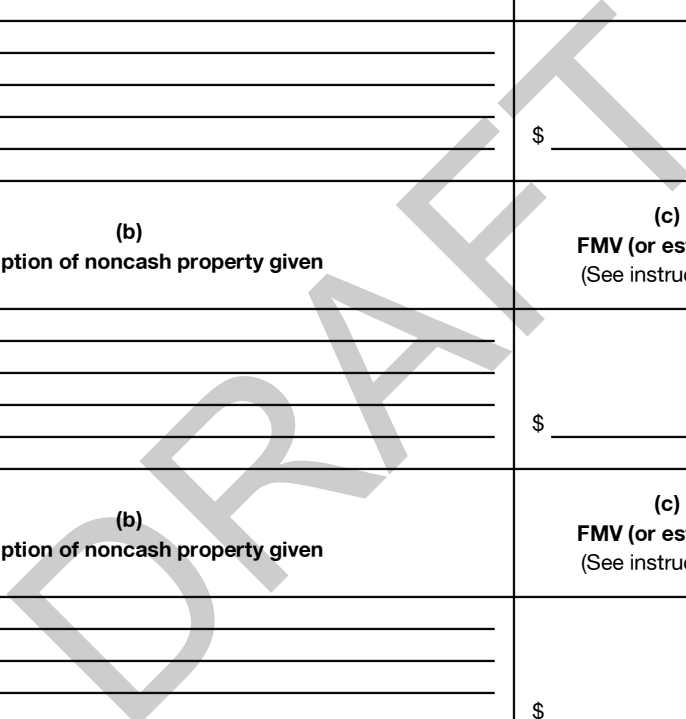 $
(b)
ption of noncash property given
(c)
FMV (or es
(See instru
$
(b)
ption of noncash property given
(c)
FMV (or es
(See instru
$
DRAFT